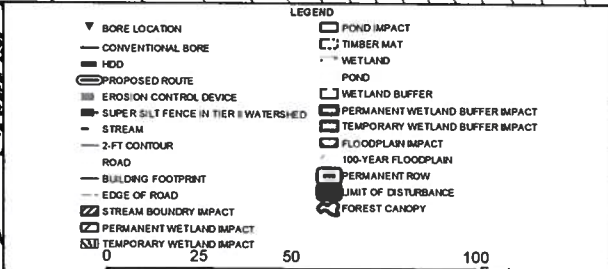 LEGEND
BORE LOCATION
CONVENTIONAL BORE
HDD
PROPOSED ROUTE
EROSION CONTROL DEVICE
SUPER SILT FENCE IN TIER II WATERSHED
STREAM
2-FT CONTOUR
ROAD
BUILDING FOOTPRINT
EDGE OF ROAD
STREAM BOUNDRY IMPACT
PERMANENT WETLAND IMPACT
TEMPORARY WETLAND IMPACT
POND IMPACT
TIMBER MAT
WETLAND
POND
WETLAND BUFFER
PERMANENT WETLAND BUFFER IMPACT
TEMPORARY WETLAND BUFFER IMPACT
FLOODPLAIN IMPACT
100-YEAR FLOODPLAIN
PERMANENT ROW
LIMIT OF DISTURBANCE
FOREST CANOPY
0 25 50 100